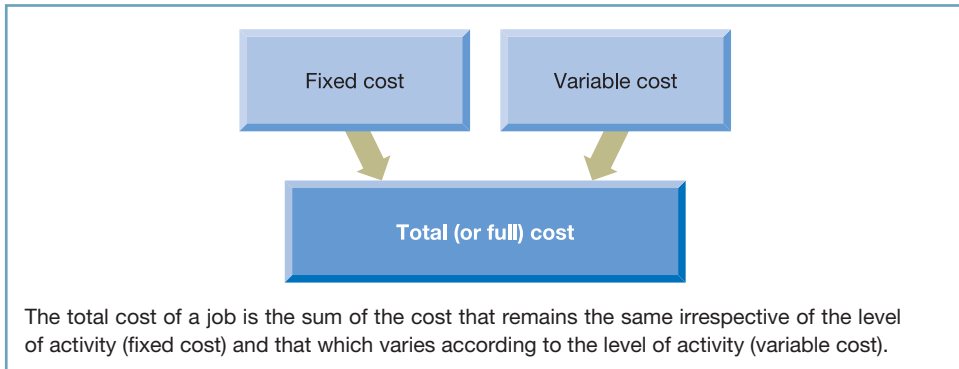 Fixed cost
Variable cost
Total (or full) cost
The total cost of a job is the sum of the cost that remains the same irrespective of the level
of activity (fixed cost) and that which varies according to the level of activity (variable cost).